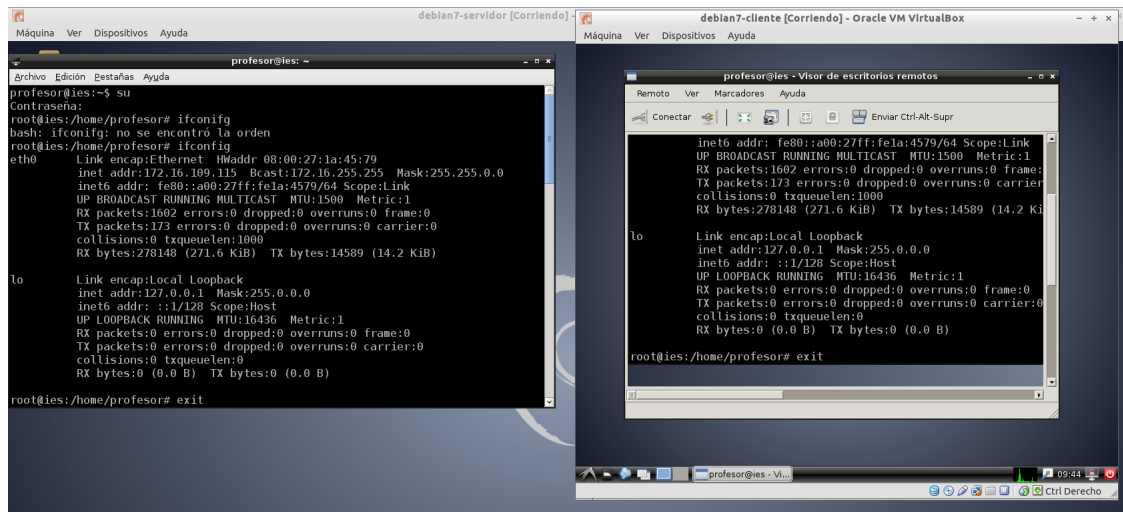 debian7-servidor [Corriendo] -
Máquina Ver Dispositivos Ayuda
profesor@ies: ~
Archivo Edición Pestañas Ayuda
profesor@ies:~$ su
Contraseña:
root@ies:/home/profesor# ifconifg
bash: ifconifg: no se encontró la orden
root@ies:/home/profesor# ifconfig
eth0 Link encap:Ethernet HWaddr 08:00:27:1a:45:79
inet addr:172.16.109.115 Bcast:172.16.255.255 Mask:255.255.0.0
inet6 addr: fe80::a00:27ff:fe1a:4579/64 Scope:Link
UP BROADCAST RUNNING MULTICAST MTU:1500 Metric:1
RX packets:1602 errors:0 dropped:0 overruns:0 frame:0
TX packets:173 errors:0 dropped:0 overruns:0 carrier:0
collisions:0 txqueuelen:1000
RX bytes:278148 (271.6 KiB) TX bytes:14589 (14.2 KiB)
lo Link encap:Local Loopback
inet addr:127.0.0.1 Mask:255.0.0.0
inet6 addr: ::1/128 Scope:Host
UP LOOPBACK RUNNING MTU:16436 Metric:1
RX packets:0 errors:0 dropped:0 overruns:0 frame:0
TX packets:0 errors:0 dropped:0 overruns:0 carrier:0
collisions:0 txqueuelen:0
RX bytes:0 (0.0 B) TX bytes:0 (0.0 B)
root@ies:/home/profesor# exit
debian7-cliente [Corriendo] - Oracle VM VirtualBox
Máquina Ver Dispositivos Ayuda
profesor@ies - Visor de escritorios remotos
Remoto Ver Marcadores Ayuda
Conectar Enviar Ctrl-Alt-Supr
inet6 addr: fe80::a00:27ff:fe1a:4579/64 Scope:Link
UP BROADCAST RUNNING MULTICAST MTU:1500 Metric:1
RX packets:1602 errors:0 dropped:0 overruns:0 frame:
TX packets:173 errors:0 dropped:0 overruns:0 carrier
collisions:0 txqueuelen:1000
RX bytes:278148 (271.6 KiB) TX bytes:14589 (14.2 Ki
lo Link encap:Local Loopback
inet addr:127.0.0.1 Mask:255.0.0.0
inet6 addr: ::1/128 Scope:Host
UP LOOPBACK RUNNING MTU:16436 Metric:1
RX packets:0 errors:0 dropped:0 overruns:0 frame:0
TX packets:0 errors:0 dropped:0 overruns:0 carrier:0
collisions:0 txqueuelen:0
RX bytes:0 (0.0 B) TX bytes:0 (0.0 B)
root@ies:/home/profesor# exit
profesor@ies - Vi... 09:44
Ctrl Derecho